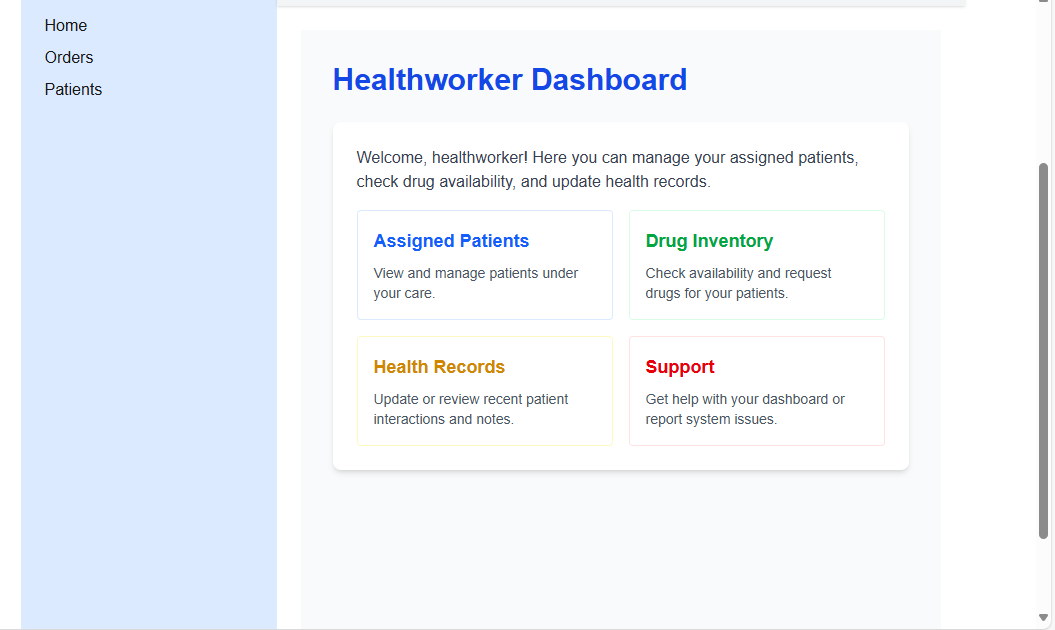 Home
Orders
Patients
Healthworker Dashboard
Welcome, healthworker! Here you can manage your assigned patients,
check drug availability, and update health records.
Assigned Patients
View and manage patients under
your care.
Drug Inventory
Check availability and request
drugs for your patients.
Health Records
Update or review recent patient
interactions and notes.
Support
Get help with your dashboard or
report system issues.